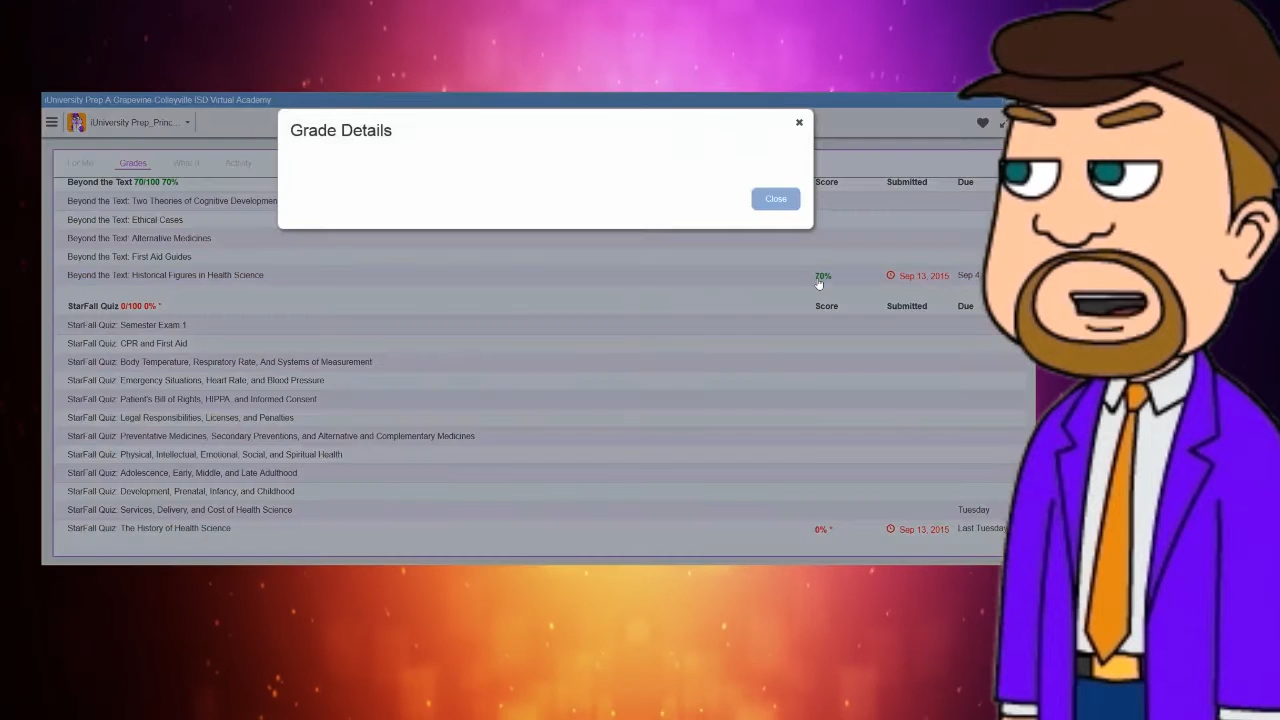 iUniversity Prep A Grapevine Colleyville ISD Virtual Academy
iUniversity Prep_Princ...
Grade Details
Close
For Me Grades What If Activity
Beyond the Text 70/100 70% Score Submitted Due
Beyond the Text: Two Theories of Cognitive Developmen
Beyond the Text: Ethical Cases
Beyond the Text: Alternative Medicines
Beyond the Text: First Aid Guides
Beyond the Text: Historical Figures in Health Science 70% Sep 13, 2015 Sep 4
StarFall Quiz 0/100 0% * Score Submitted Due
StarFall Quiz: Semester Exam 1
StarFall Quiz: CPR and First Aid
StarFall Quiz: Body Temperature, Respiratory Rate, And Systems of Measurement
StarFall Quiz: Emergency Situations, Heart Rate, and Blood Pressure
StarFall Quiz: Patient's Bill of Rights, HIPPA, and Informed Consent
StarFall Quiz: Legal Responsibilities, Licenses, and Penalties
StarFall Quiz: Preventative Medicines, Secondary Preventions, and Alternative and Complementary Medicines
StarFall Quiz: Physical, Intellectual, Emotional, Social, and Spiritual Health
StarFall Quiz: Adolescence, Early, Middle, and Late Adulthood
StarFall Quiz: Development, Prenatal, Infancy, and Childhood
StarFall Quiz: Services, Delivery, and Cost of Health Science Tuesday
StarFall Quiz: The History of Health Science 0% * Sep 13, 2015 Last Tuesday